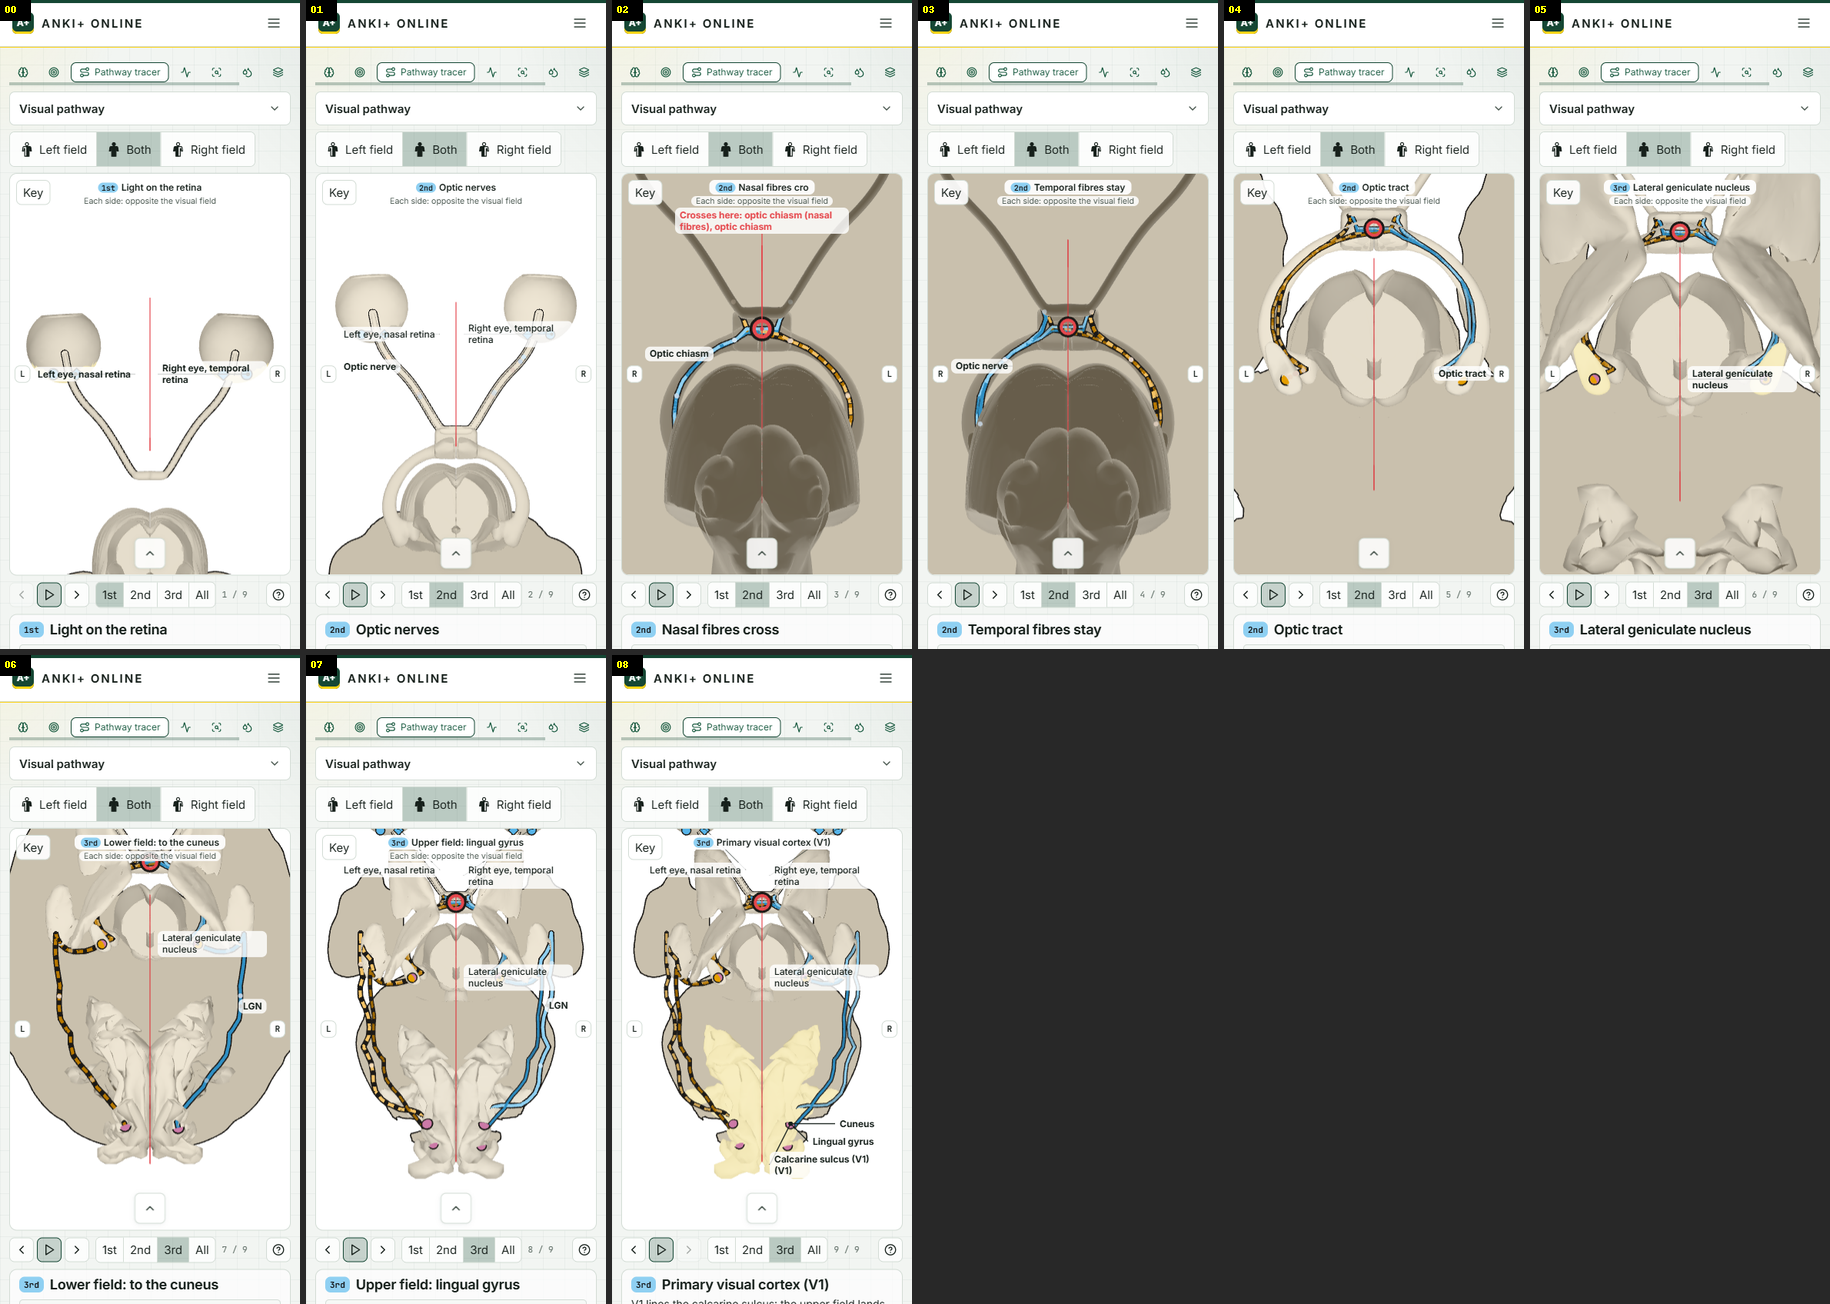 00
A+ ANKI+ ONLINE
Pathway tracer
Visual pathway
Left field Both Right field
Key
1st Light on the retina
Each side: opposite the visual field
L Left eye, nasal retina
Right eye, temporal
retina
R
1st 2nd 3rd All 1 / 9
1st Light on the retina
01
A+ ANKI+ ONLINE
Pathway tracer
Visual pathway
Left field Both Right field
Key
2nd Optic nerves
Each side: opposite the visual field
Left eye, nasal retina
Right eye, temporal
retina
Optic nerve
L
R
1st 2nd 3rd All 2 / 9
2nd Optic nerves
02
A+ ANKI+ ONLINE
Pathway tracer
Visual pathway
Left field Both Right field
Key
2nd Nasal fibres cro
Each side: opposite the visual field
Crosses here: optic chiasm (nasal
fibres), optic chiasm
Optic chiasm
R
L
1st 2nd 3rd All 3 / 9
2nd Nasal fibres cross
03
A+ ANKI+ ONLINE
Pathway tracer
Visual pathway
Left field Both Right field
Key
2nd Temporal fibres stay
Each side: opposite the visual field
Optic nerve
R
L
1st 2nd 3rd All 4 / 9
2nd Temporal fibres stay
04
A+ ANKI+ ONLINE
Pathway tracer
Visual pathway
Left field Both Right field
Key
2nd Optic tract
Each side: opposite the visual field
L
Optic tract
R
1st 2nd 3rd All 5 / 9
2nd Optic tract
05
A+ ANKI+ ONLINE
Pathway tracer
Visual pathway
Left field Both Right field
Key
3rd Lateral geniculate nucleus
Each side: opposite the visual field
L
Lateral geniculate
nucleus
R
1st 2nd 3rd All 6 / 9
3rd Lateral geniculate nucleus
06
A+ ANKI+ ONLINE
Pathway tracer
Visual pathway
Left field Both Right field
Key
3rd Lower field: to the cuneus
Each side: opposite the visual field
Lateral geniculate
nucleus
LGN
L
R
1st 2nd 3rd All 7 / 9
3rd Lower field: to the cuneus
07
A+ ANKI+ ONLINE
Pathway tracer
Visual pathway
Left field Both Right field
Key
3rd Upper field: lingual gyrus
Each side: opposite the visual field
Left eye, nasal retina
Right eye, temporal
retina
Lateral geniculate
nucleus
LGN
L
R
1st 2nd 3rd All 8 / 9
3rd Upper field: lingual gyrus
08
A+ ANKI+ ONLINE
Pathway tracer
Visual pathway
Left field Both Right field
Key
3rd Primary visual cortex (V1)
Left eye, nasal retina
Right eye, temporal
retina
Lateral geniculate
nucleus
L
R
Cuneus
Lingual gyrus
Calcarine sulcus (V1)
(V1)
1st 2nd 3rd All 9 / 9
3rd Primary visual cortex (V1)
V1 lines the calcarine sulcus: the upper field lands